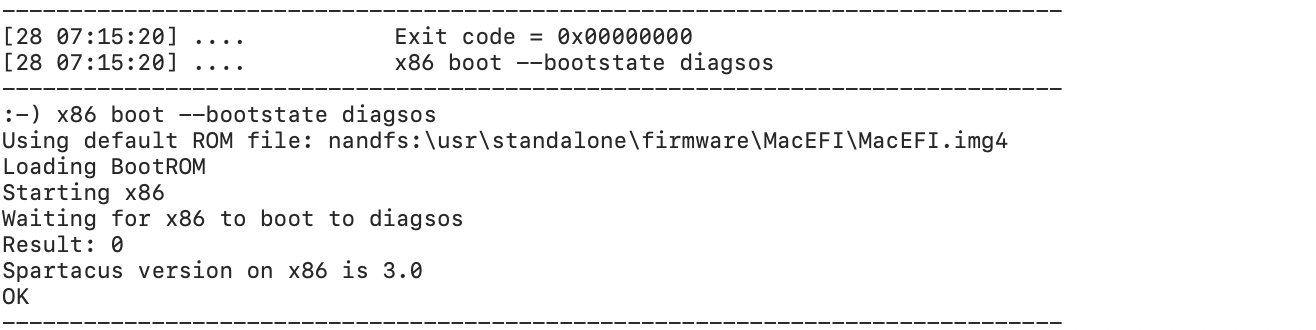 ------------------------------------------------------------------------------
[28 07:15:20] ....           Exit code = 0x00000000
[28 07:15:20] ....           x86 boot --bootstate diagsos
------------------------------------------------------------------------------
:-) x86 boot --bootstate diagsos
Using default ROM file: nandfs:\usr\standalone\firmware\MacEFI\MacEFI.img4
Loading BootROM
Starting x86
Waiting for x86 to boot to diagsos
Result: 0
Spartacus version on x86 is 3.0
OK
------------------------------------------------------------------------------